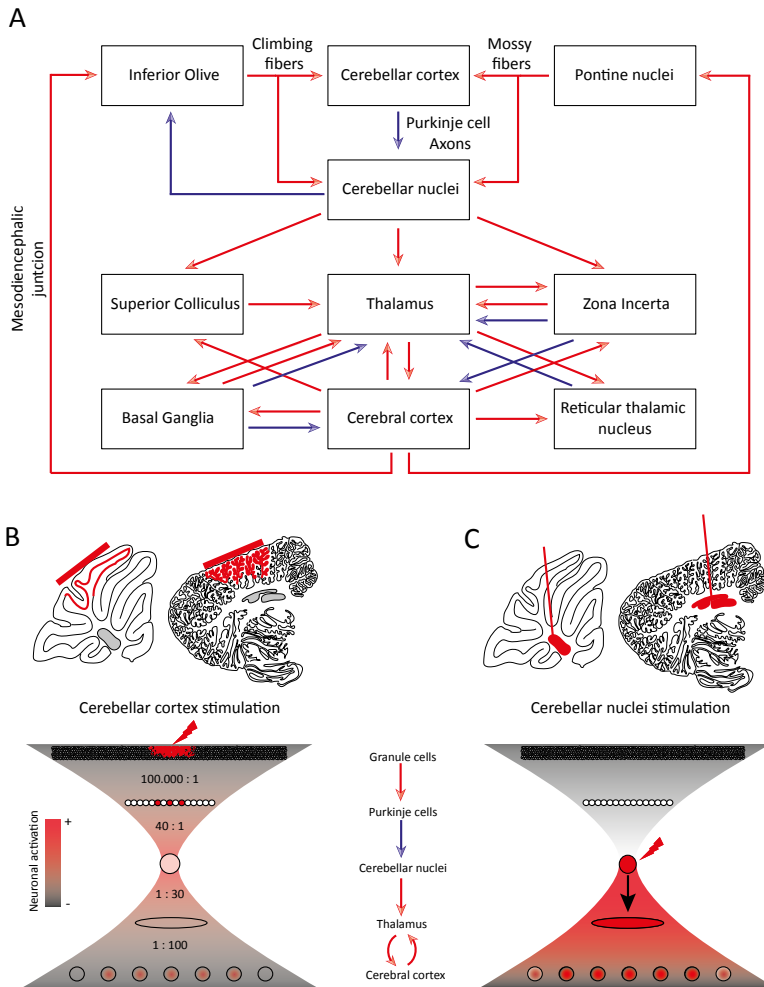 A
Climbing
fibers
Mossy
fibers
Inferior Olive
Cerebellar cortex
Pontine nuclei
Purkinje cell
Axons
Cerebellar nuclei
Mesodiencephalic
juntcion
Superior Colliculus
Thalamus
Zona Incerta
Basal Ganglia
Cerebral cortex
Reticular thalamic
nucleus
B
C
Cerebellar cortex stimulation
Cerebellar nuclei stimulation
100.000 : 1
40 : 1
1 : 30
1 : 100
Neuronal activation
+
-
Granule cells
Purkinje cells
Cerebellar nuclei
Thalamus
Cerebral cortex